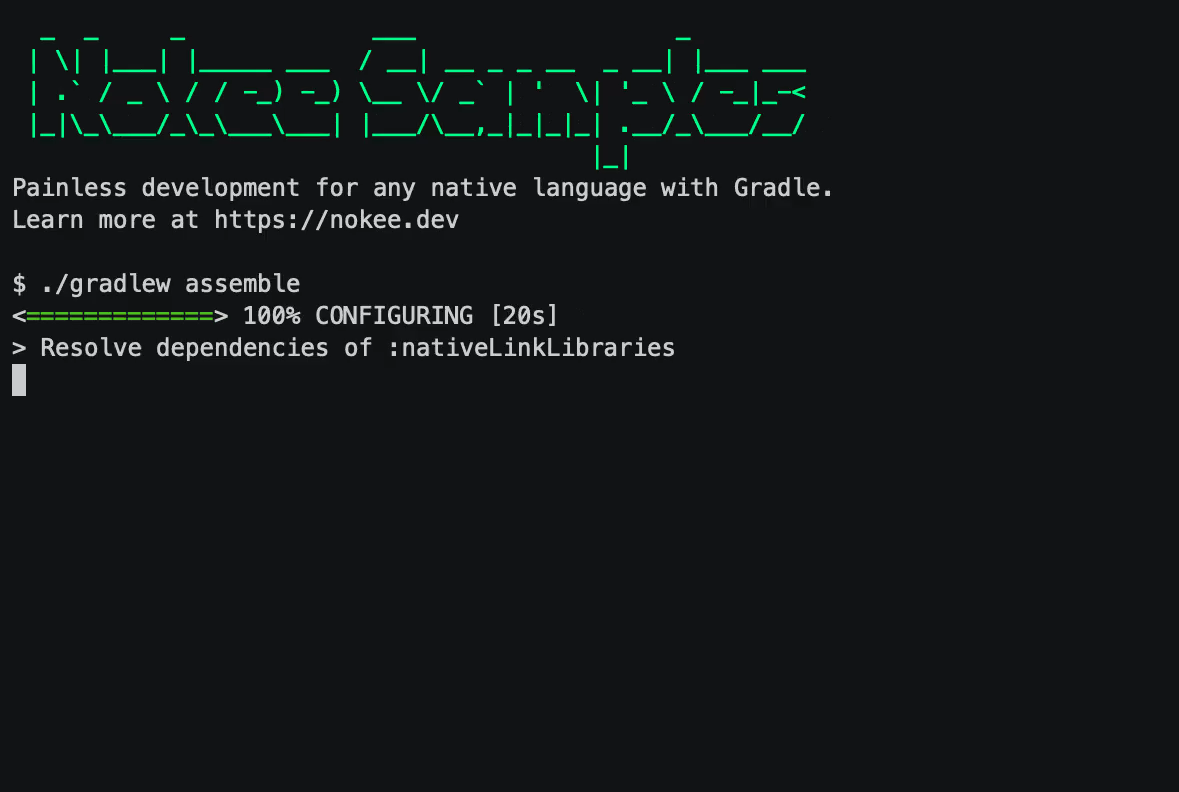 Nokee Samples
Painless development for any native language with Gradle.
Learn more at https://nokee.dev
$ ./gradlew assemble
<=============> 100% CONFIGURING [20s]
> Resolve dependencies of :nativeLinkLibraries